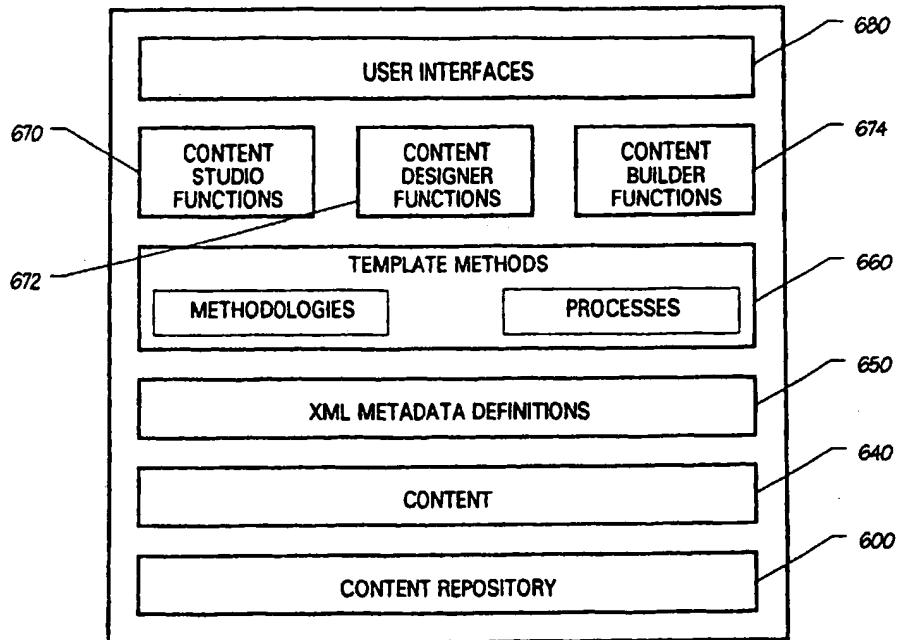 680
USER INTERFACES
670
CONTENT
STUDIO
FUNCTIONS
CONTENT
DESIGNER
FUNCTIONS
CONTENT
BUILDER
FUNCTIONS
674
672
TEMPLATE METHODS
METHODOLOGIES
PROCESSES
660
650
XML METADATA DEFINITIONS
640
CONTENT
600
CONTENT REPOSITORY